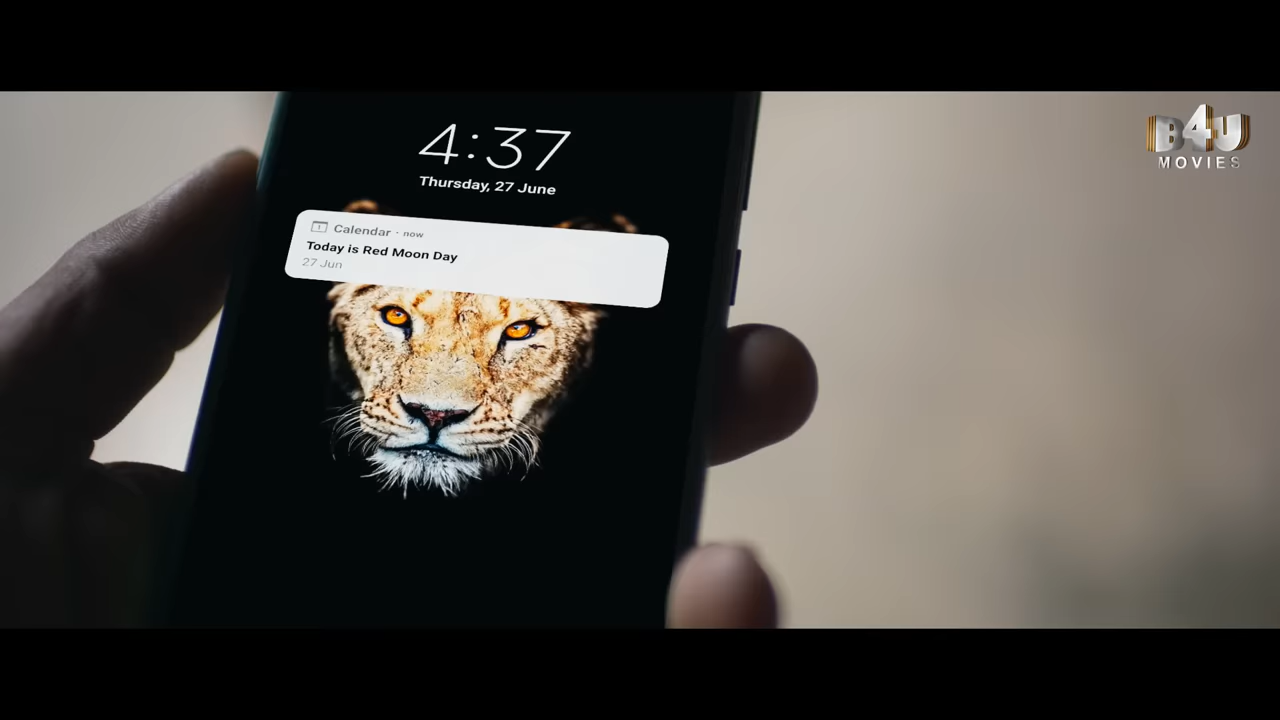 B4U
MOVIES
4:37
Thursday, 27 June
Calendar · now
Today is Red Moon Day
27 Jun